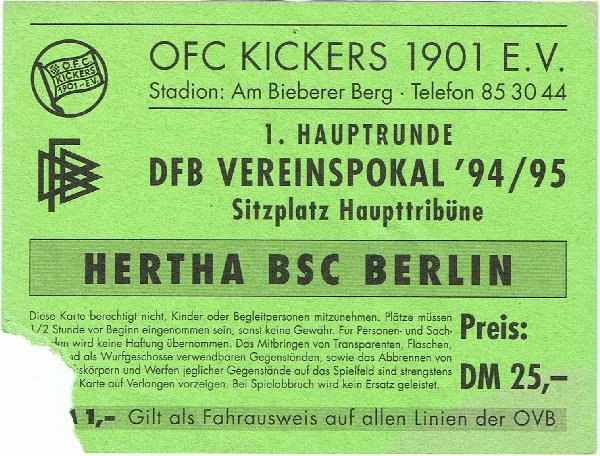 O.F.C.
KICKERS
1901-E.V.
OFC KICKERS 1901 E.V.
Stadion: Am Bieberer Berg · Telefon 85 30 44
1. HAUPTRUNDE
DFB VEREINSPOKAL '94/95
Sitzplatz Haupttribüne
HERTHA BSC BERLIN
Diese Karte berechtigt nicht, Kinder oder Begleitpersonen mitzunehmen. Plätze müssen
1/2 Stunde vor Beginn eingenommen sein, sonst keine Gewähr. Für Personen- und Sach-
den wird keine Haftung übernommen. Das Mitbringen von Transparenten, Flaschen,
d als Wurfgeschosse verwendbaren Gegenständen, sowie das Abbrennen von
skörpern und Werfen jeglicher Gegenstände auf das Spielfeld sind strengstens
Karte auf Verlangen vorzeigen. Bei Spielabbruch wird kein Ersatz geleistet.
Preis:
DM 25,–
1,– Gilt als Fahrausweis auf allen Linien der OVB